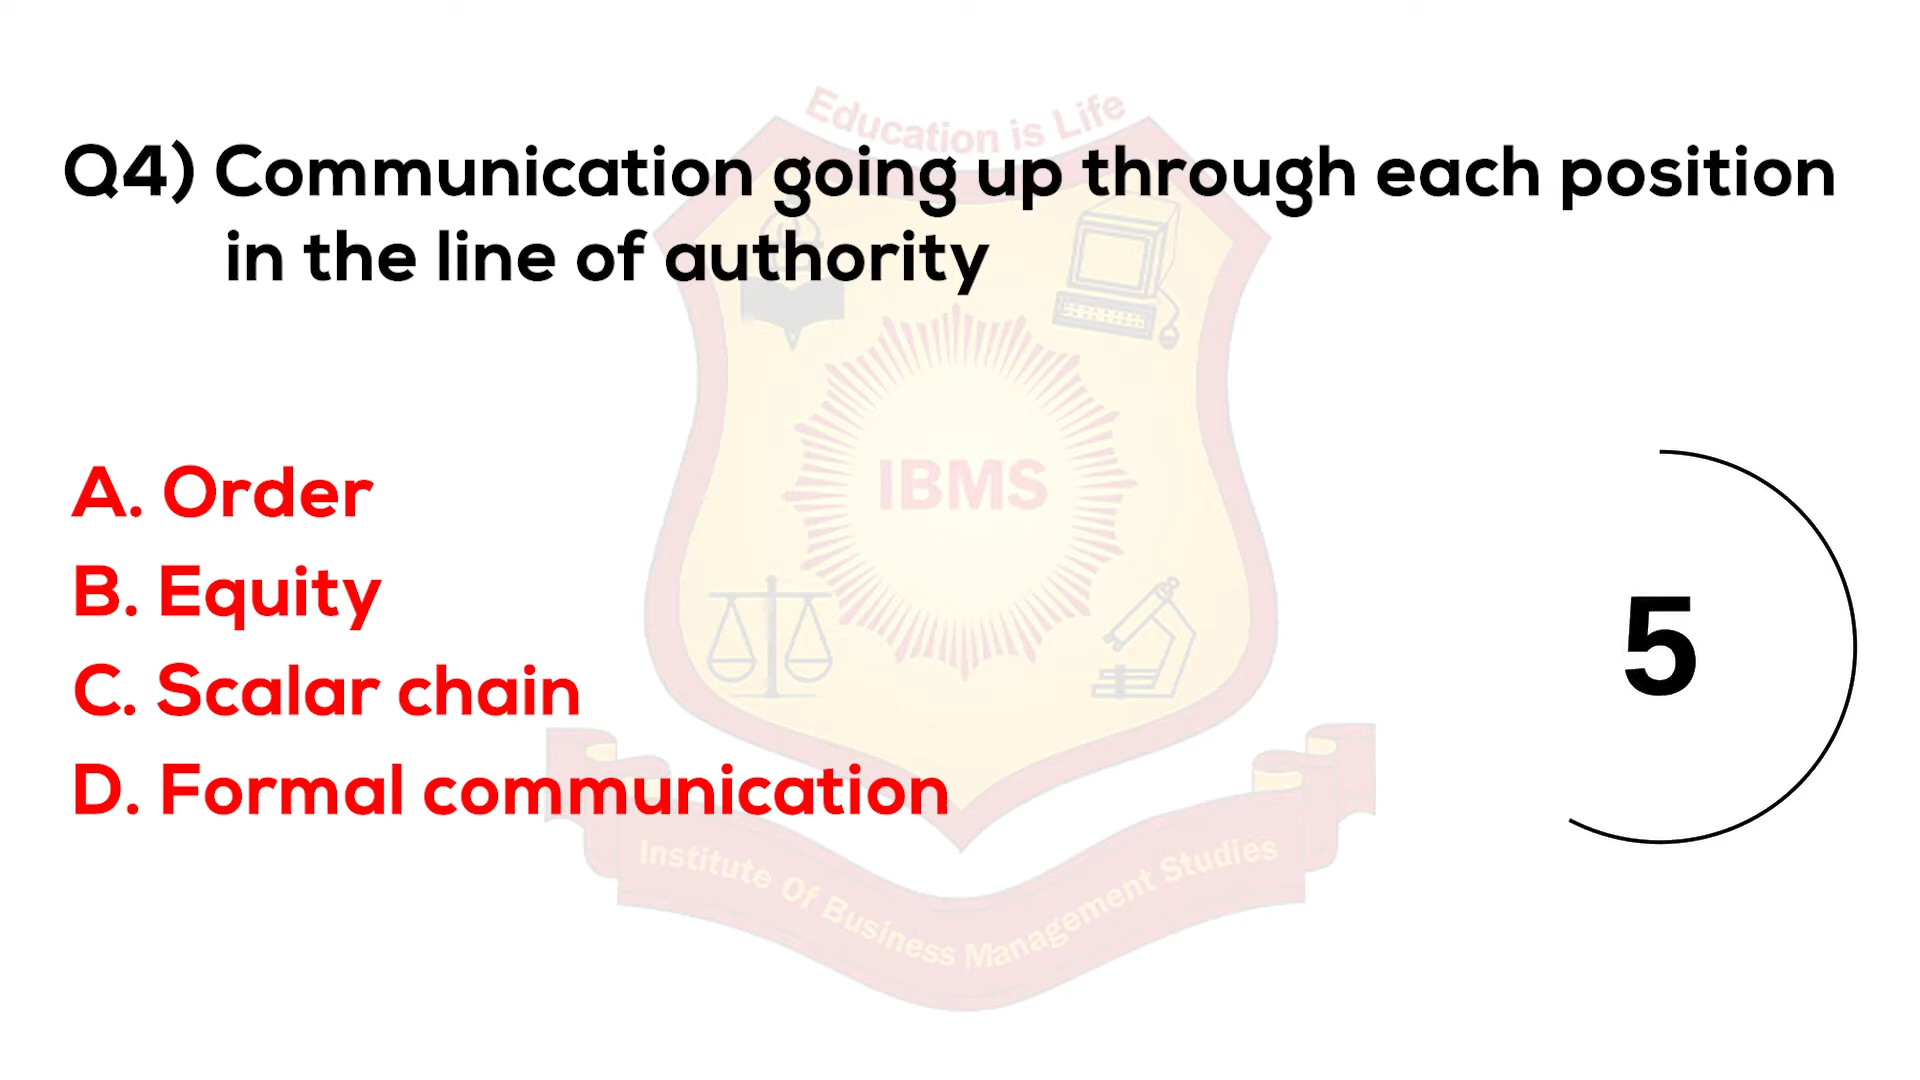 Education is Life
Q4) Communication going up through each position
in the line of authority
IBMS
A. Order
B. Equity
C. Scalar chain
D. Formal communication
5
Institute Of Business Management Studies